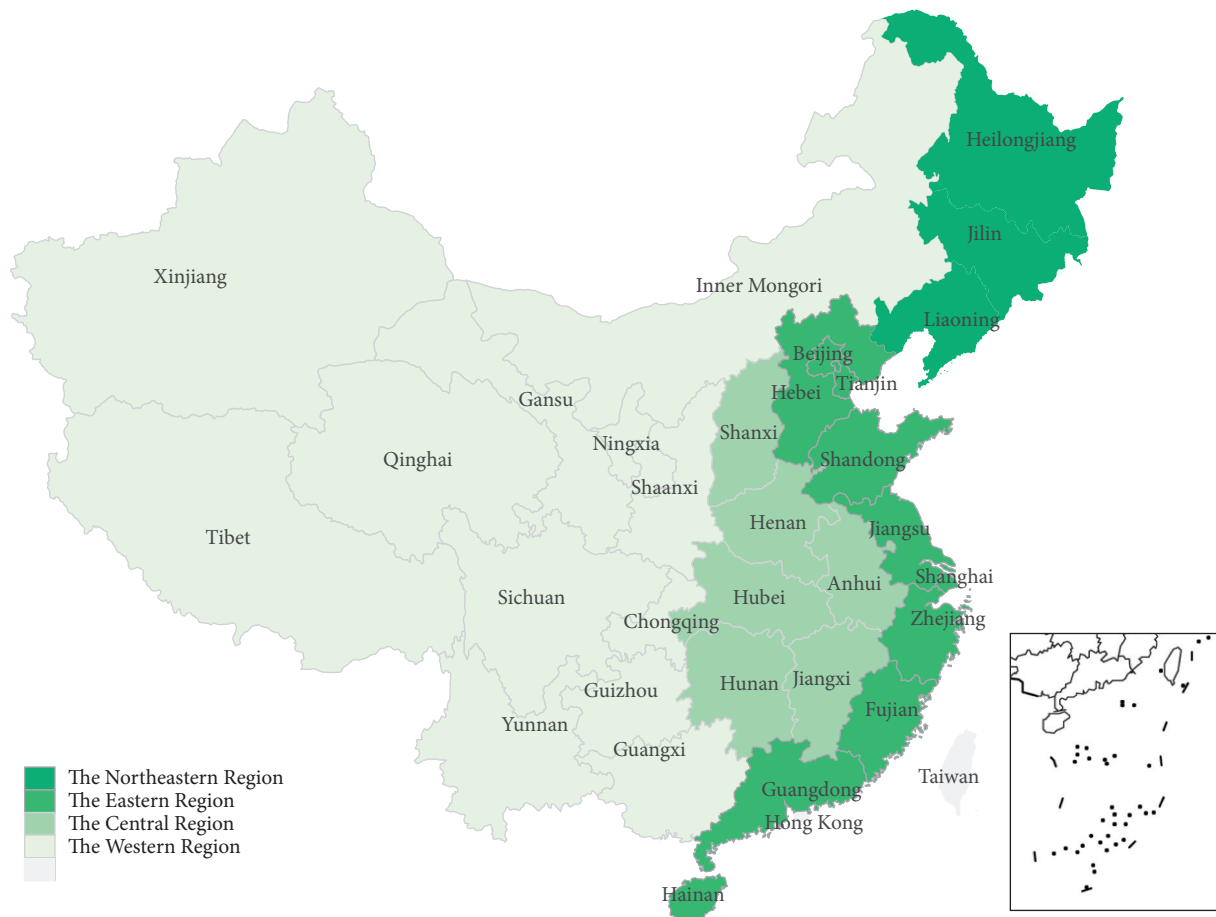 Heilongjiang
Jilin
Xinjiang
Inner Mongori
Liaoning
Beijing
Tianjin
Hebei
Gansu
Shanxi
Ningxia
Qinghai
Shandong
Shaanxi
Henan
Jiangsu
Tibet
Shanghai
Anhui
Hubei
Sichuan
Chongqing
Zhejiang
Jiangxi
Hunan
Guizhou
Fujian
Yunnan
Guangxi
Taiwan
The Northeastern Region
The Eastern Region
The Central Region
The Western Region
Guangdong
Hong Kong
Hainan